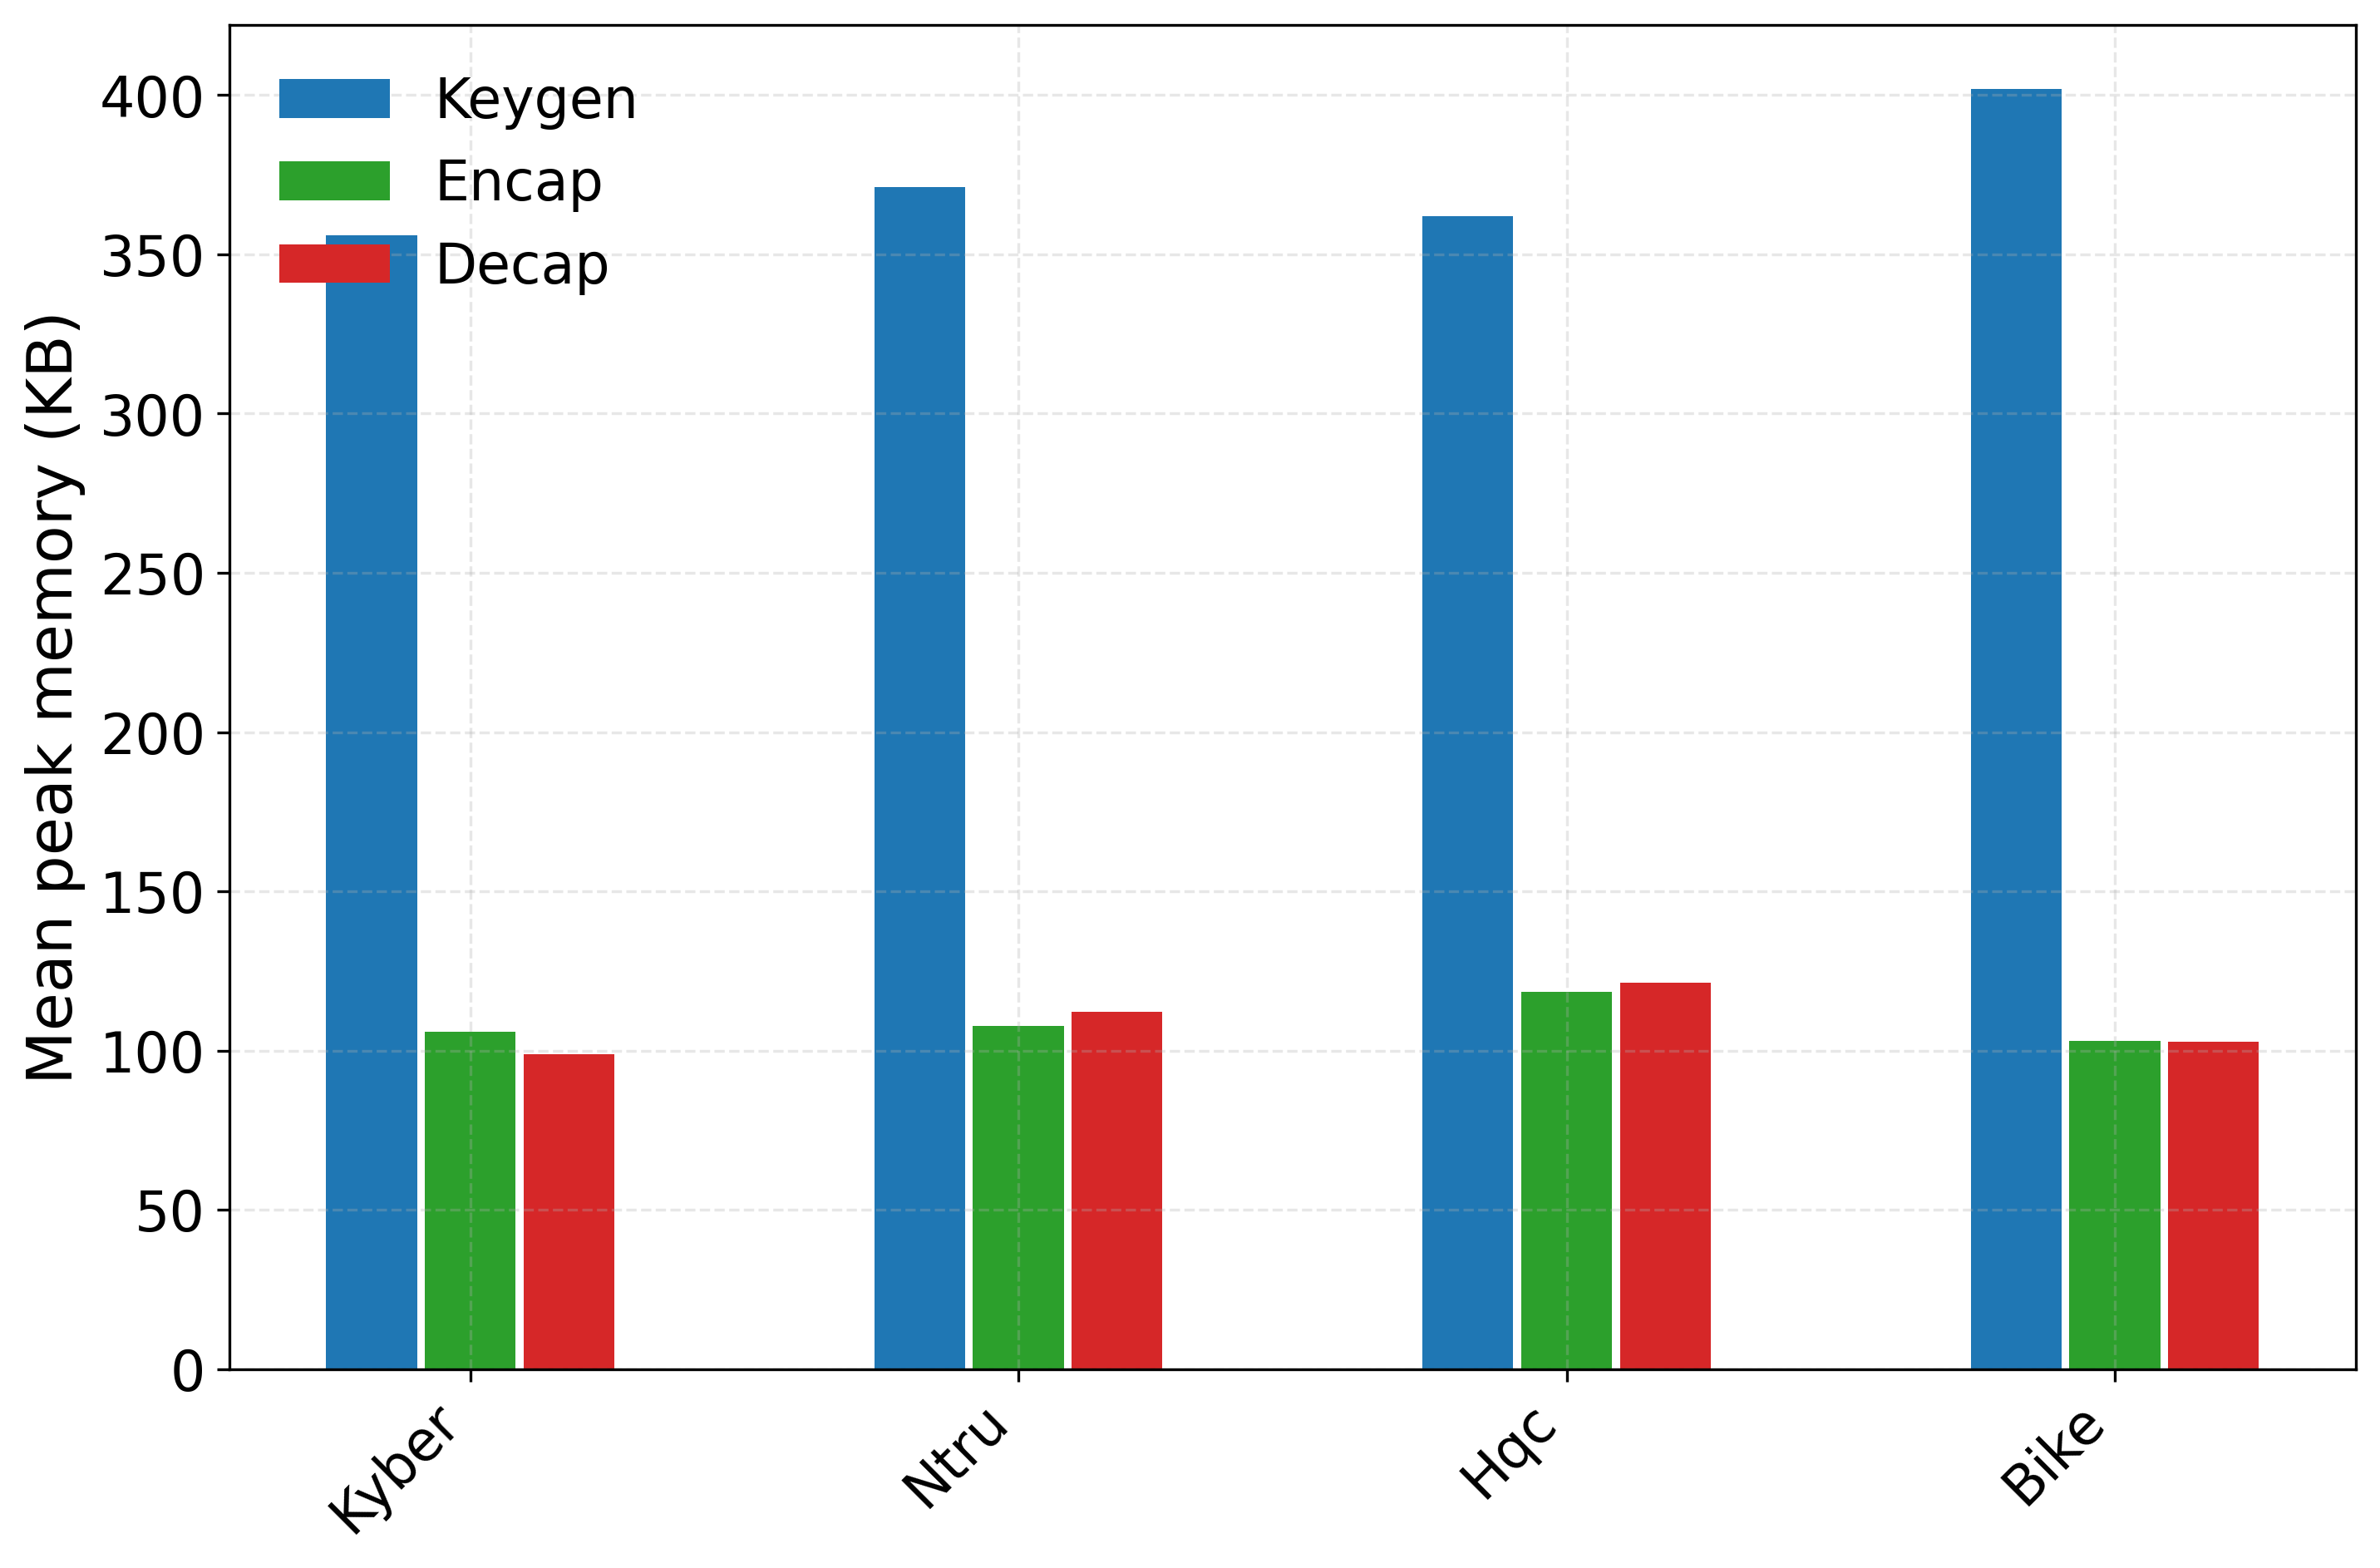 Mean peak memory (KB)
400
350
300
250
200
150
100
50
0
Keygen
Encap
Decap
Kyber
Ntru
Hqc
Bike